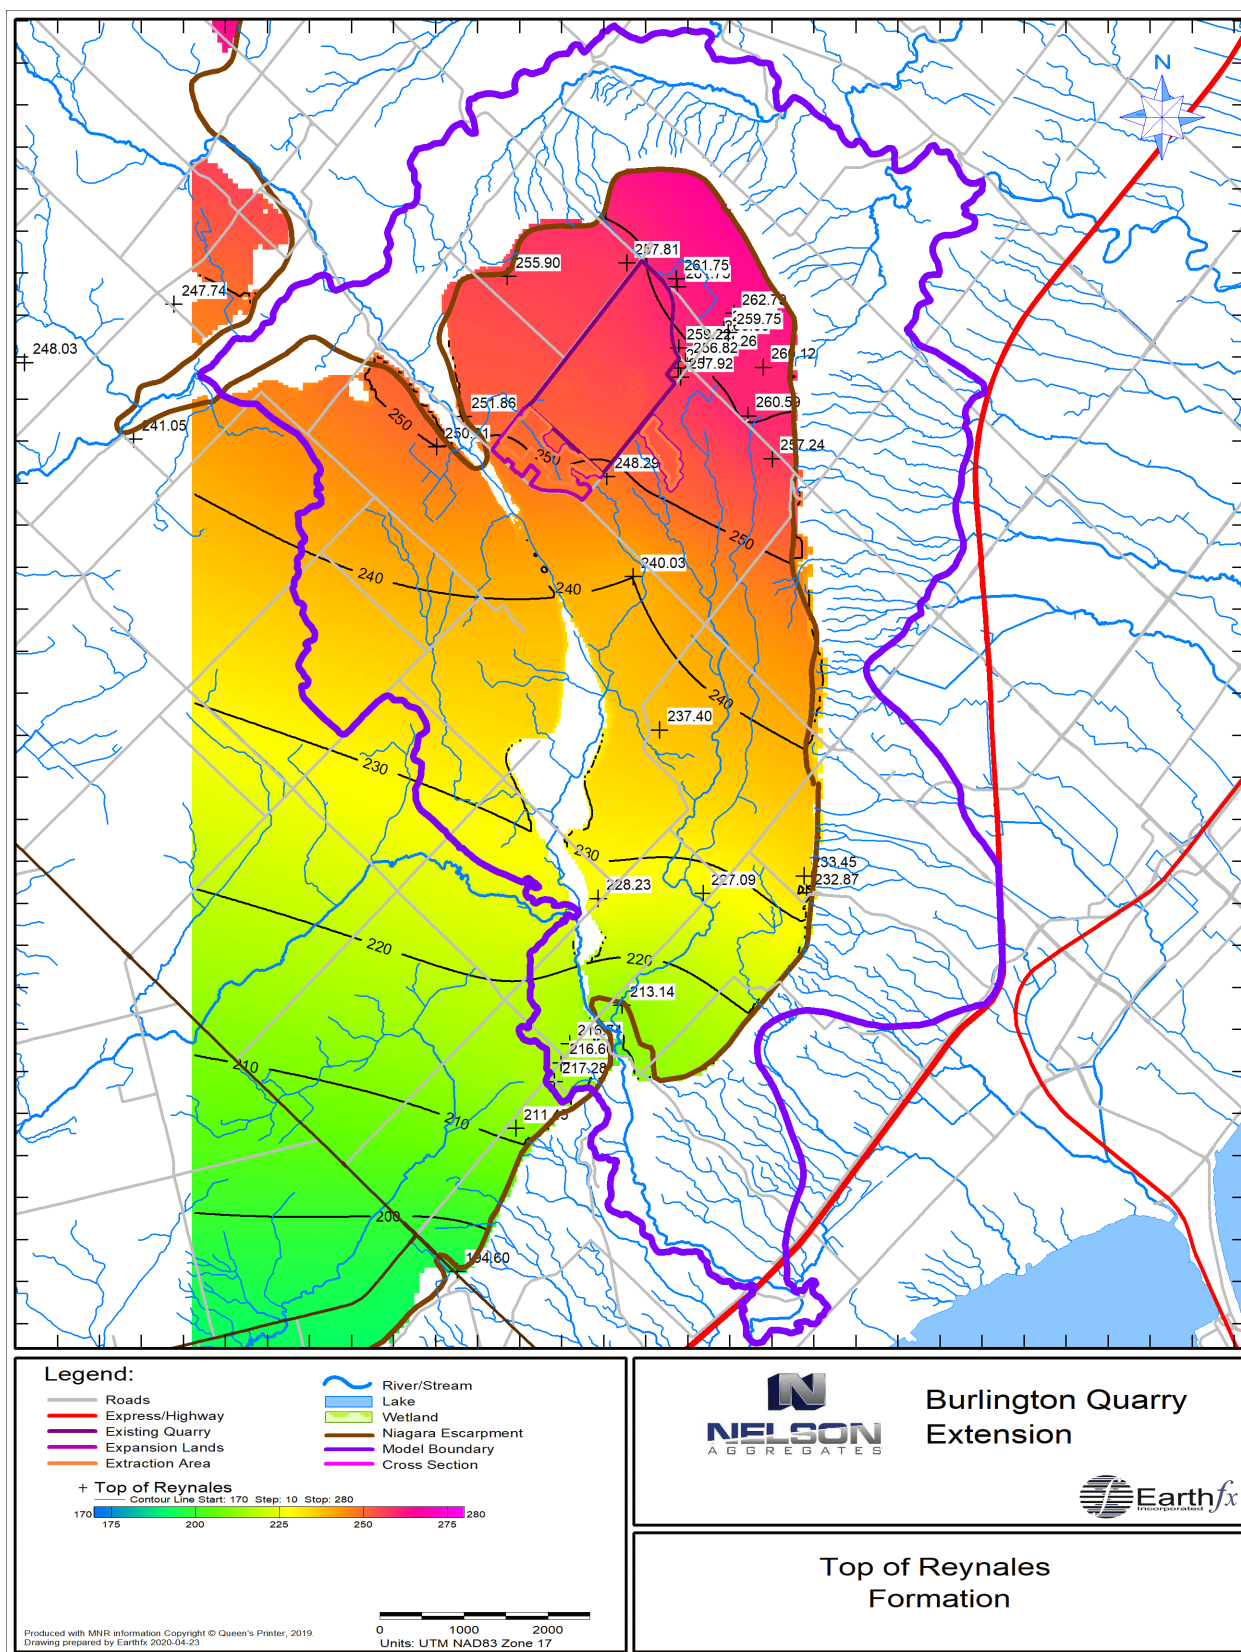 N
257.81
261.75
255.90
247.74
262.79
259.75
259.22
256.82
26
248.03
257.92
260.59
251.86
250
241.05
257.24
250
248.29
250
240.03
240
240
240
237.40
230
230
233.45
232.87
228.23
227.09
220
220
213.14
216.60
217.28
210
210
211.45
200
194.60
Legend:
Roads
Express/Highway
Existing Quarry
Expansion Lands
Extraction Area
River/Stream
Lake
Wetland
Niagara Escarpment
Model Boundary
Cross Section
+ Top of Reynales
Contour Line Start: 170 Step: 10 Stop: 280
170
280
175
200
225
250
275
0
1000
2000
Units: UTM NAD83 Zone 17
Produced with MNR information Copyright © Queen's Printer, 2019.
Drawing prepared by Earthfx 2020-04-23
N
NELSON
AGGREGATES
Burlington Quarry
Extension
Earthfx
Incorporated
Top of Reynales
Formation